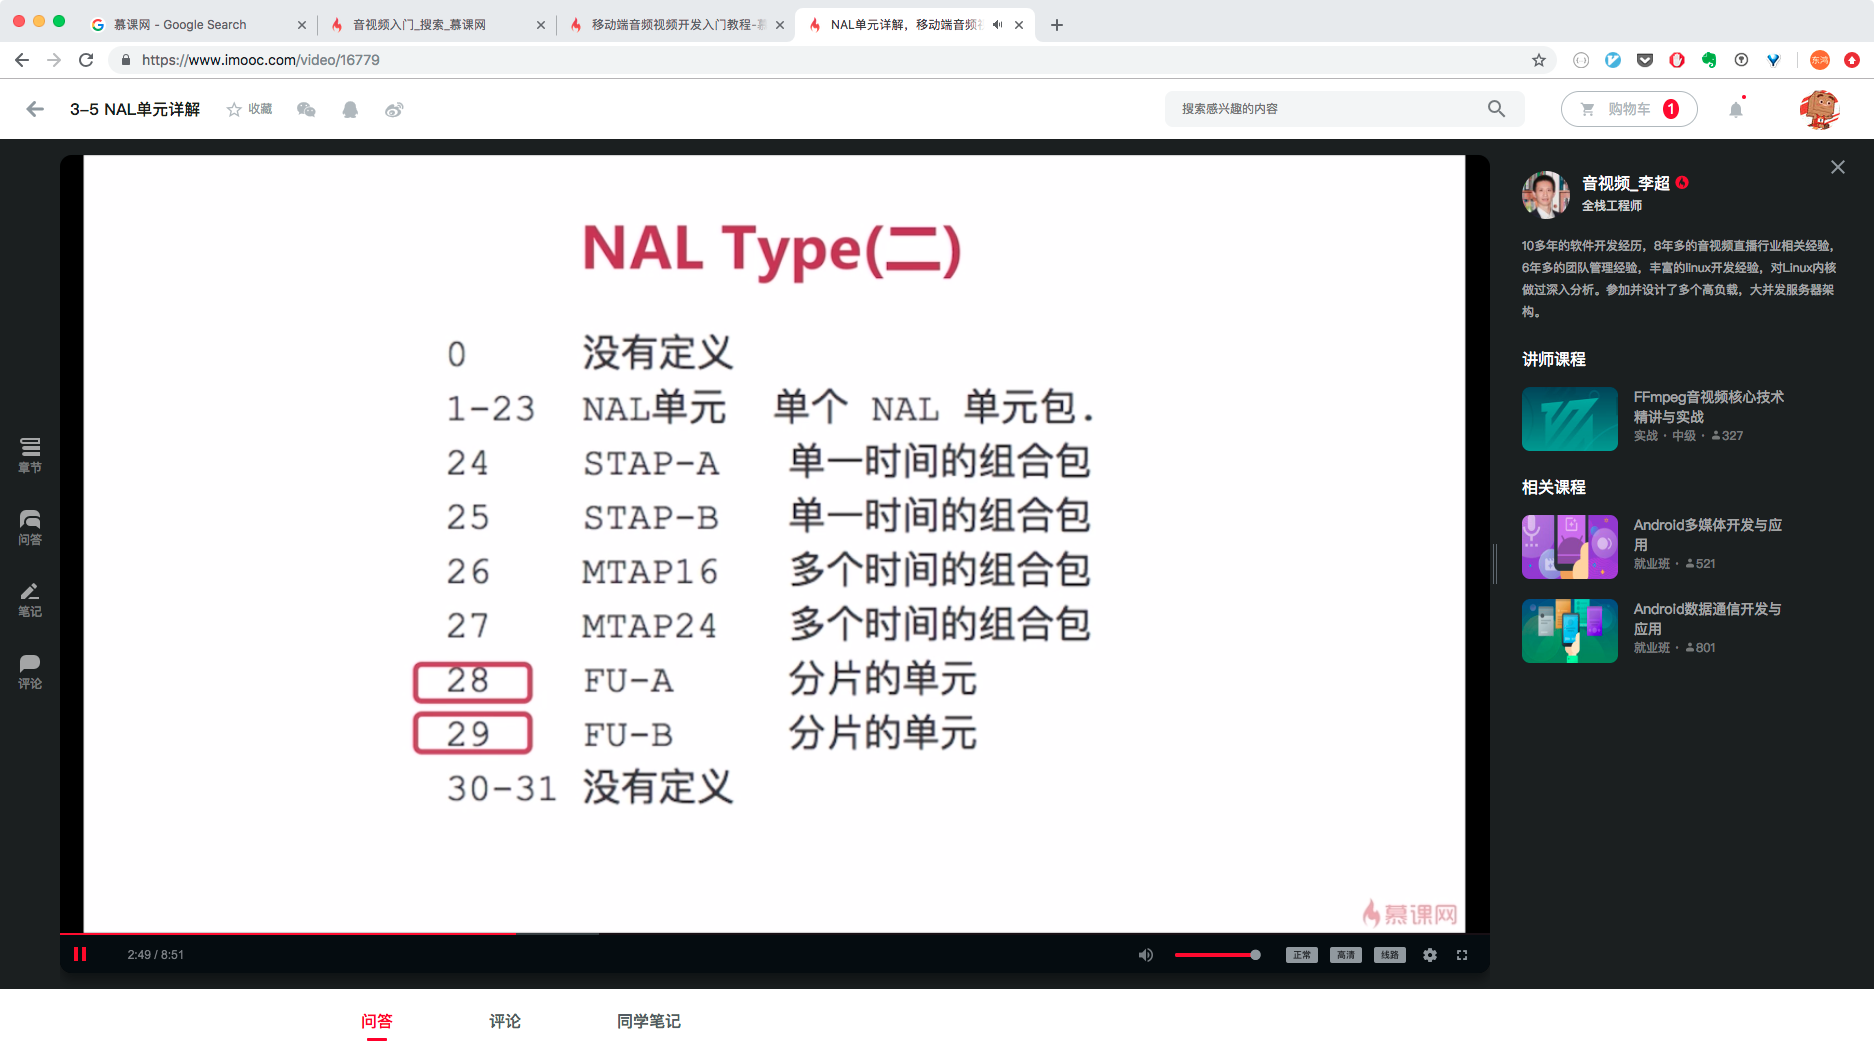 慕课网 - Google Search
音视频入门_搜索_慕课网
移动端音频视频开发入门教程-慕
NAL单元详解，移动端音频视
https://www.imooc.com/video/16779
东鸿
3-5 NAL单元详解
收藏
搜索感兴趣的内容
购物车
1
NAL Type(二)
0 没有定义
1-23 NAL单元 单个 NAL 单元包.
24 STAP-A 单一时间的组合包
25 STAP-B 单一时间的组合包
26 MTAP16 多个时间的组合包
27 MTAP24 多个时间的组合包
28 FU-A 分片的单元
29 FU-B 分片的单元
30-31 没有定义
慕课网
章节
问答
笔记
评论
2:49 / 8:51
正常
高清
线路
音视频_李超
全栈工程师
10多年的软件开发经历，8年多的音视频直播行业相关经验，
6年多的团队管理经验，丰富的linux开发经验，对Linux内核
做过深入分析。参加并设计了多个高负载，大并发服务器架
构。
讲师课程
FFmpeg音视频核心技术
精讲与实战
实战 · 中级 · 327
相关课程
Android多媒体开发与应
用
就业班 · 521
Android数据通信开发与
应用
就业班 · 801
问答
评论
同学笔记